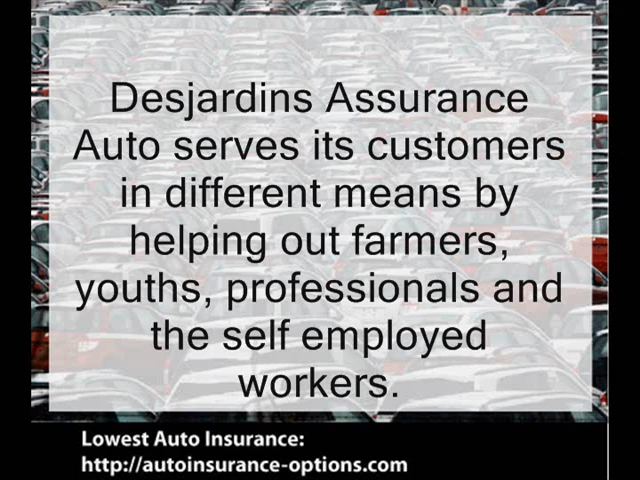 Desjardins Assurance
Auto serves its customers
in different means by
helping out farmers,
youths, professionals and
the self employed
workers.
Lowest Auto Insurance:
http://autoinsurance-options.com